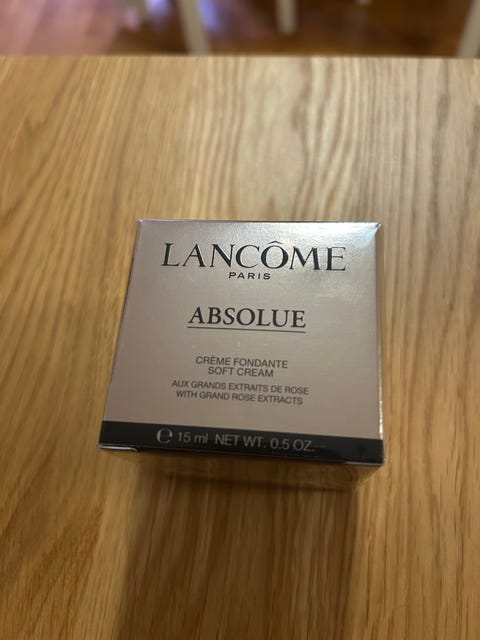 LANCÔME
PARIS
ABSOLUE
CRÈME FONDANTE
SOFT CREAM
AUX GRANDS EXTRAITS DE ROSE
WITH GRAND ROSE EXTRACTS
℮ 15 ml NET WT. 0.5 OZ.